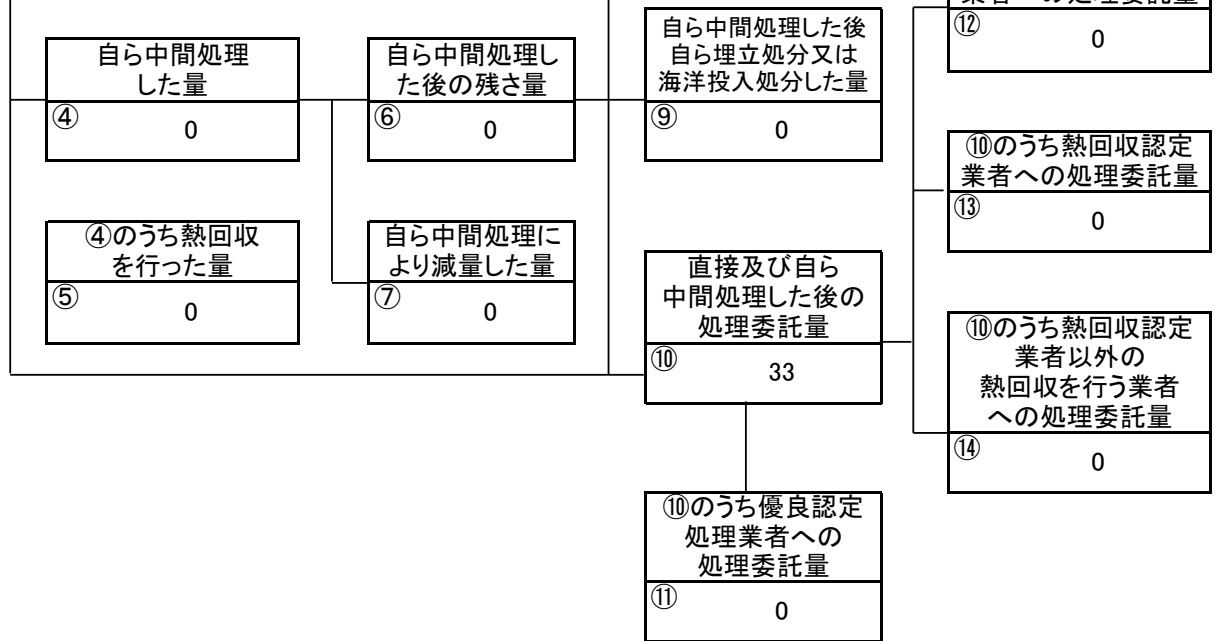 業者への処理委託量
⑫
0
自ら中間処理
した量
④
0
自ら中間処理し
た後の残さ量
⑥
0
自ら中間処理した後
自ら埋立処分又は
海洋投入処分した量
⑨
0
⑩のうち熱回収認定
業者への処理委託量
⑬
0
④のうち熱回収
を行った量
⑤
0
自ら中間処理に
より減量した量
⑦
0
直接及び自ら
中間処理した後の
処理委託量
⑩
33
⑩のうち熱回収認定
業者以外の
熱回収を行う業者
への処理委託量
⑭
0
⑩のうち優良認定
処理業者への
処理委託量
⑪
0